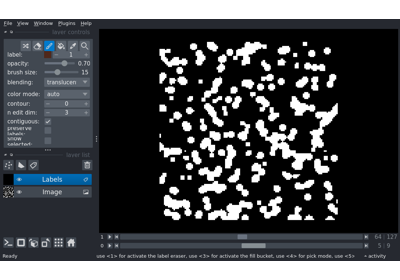 File View Window Plugins Help
layer controls
label: 1
opacity: 0.70
brush size: 15
blending: translucen
color mode: auto
contour: 0
n edit dim: 3
contiguous:
preserve labels:
show selected:
layer list
Labels
Image
1 64 127
0 5 9
Ready use <1> for activate the label eraser, use <3> for activate the fill bucket, use <4> for pick mode, use <5> activity